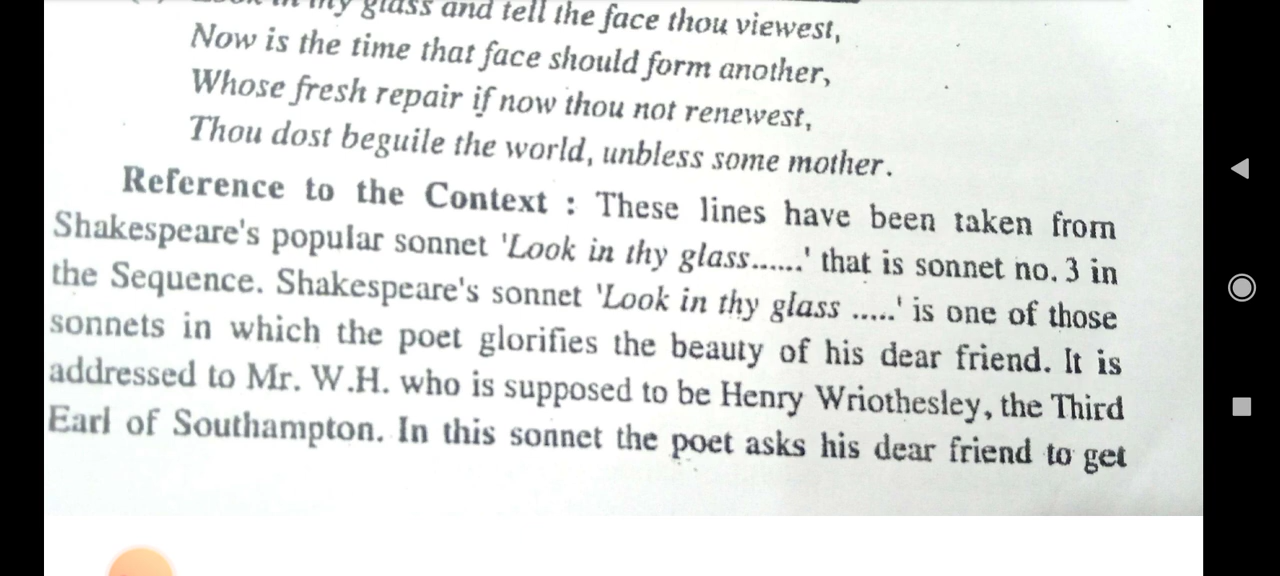 glass and tell the face thou viewest,
Now is the time that face should form another,
Whose fresh repair if now thou not renewest,
Thou dost beguile the world, unbless some mother.
Reference to the Context : These lines have been taken from
Shakespeare's popular sonnet 'Look in thy glass......' that is sonnet no. 3 in
the Sequence. Shakespeare's sonnet 'Look in thy glass .....' is one of those
sonnets in which the poet glorifies the beauty of his dear friend. It is
addressed to Mr. W.H. who is supposed to be Henry Wriothesley, the Third
Earl of Southampton. In this sonnet the poet asks his dear friend to get